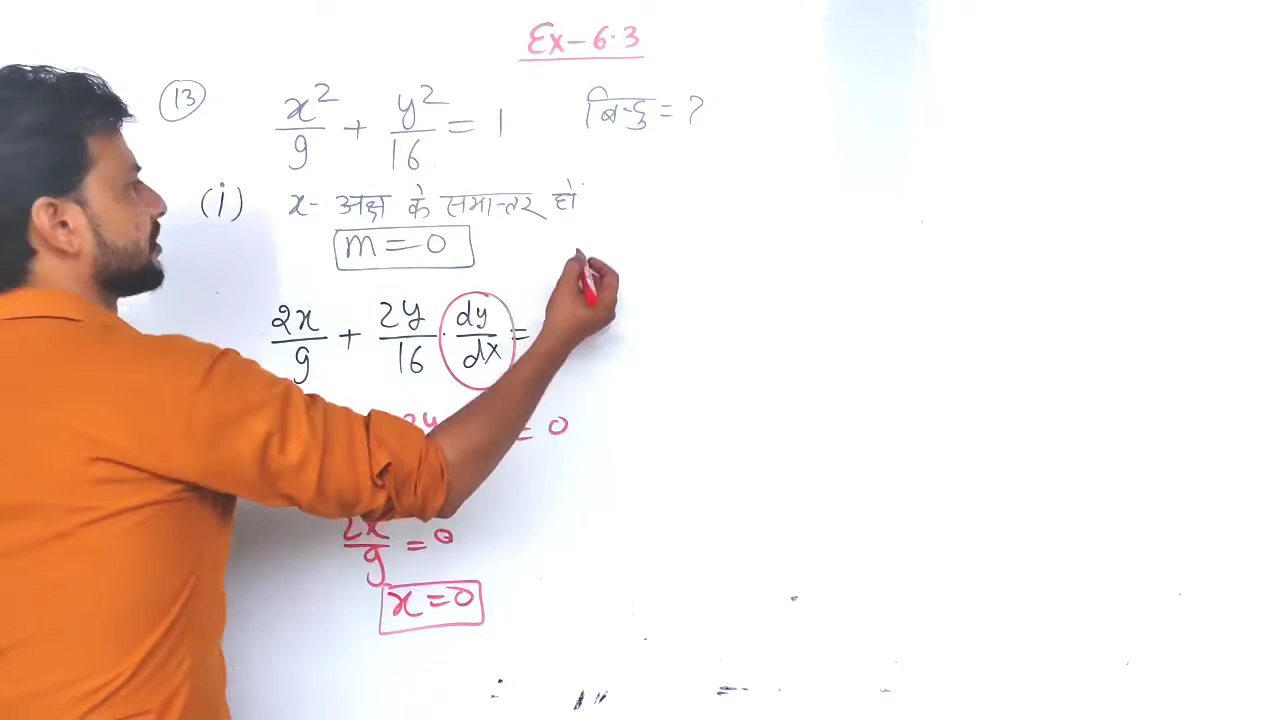 Ex-6.3
(13) x²/9 + y²/16 = 1 बिन्दु = ?
(i) x- अक्ष के समान्तर हो
m = 0
2x/9 + 2y/16 · dy/dx =
2y = 0
2x/9 = 0
x = 0